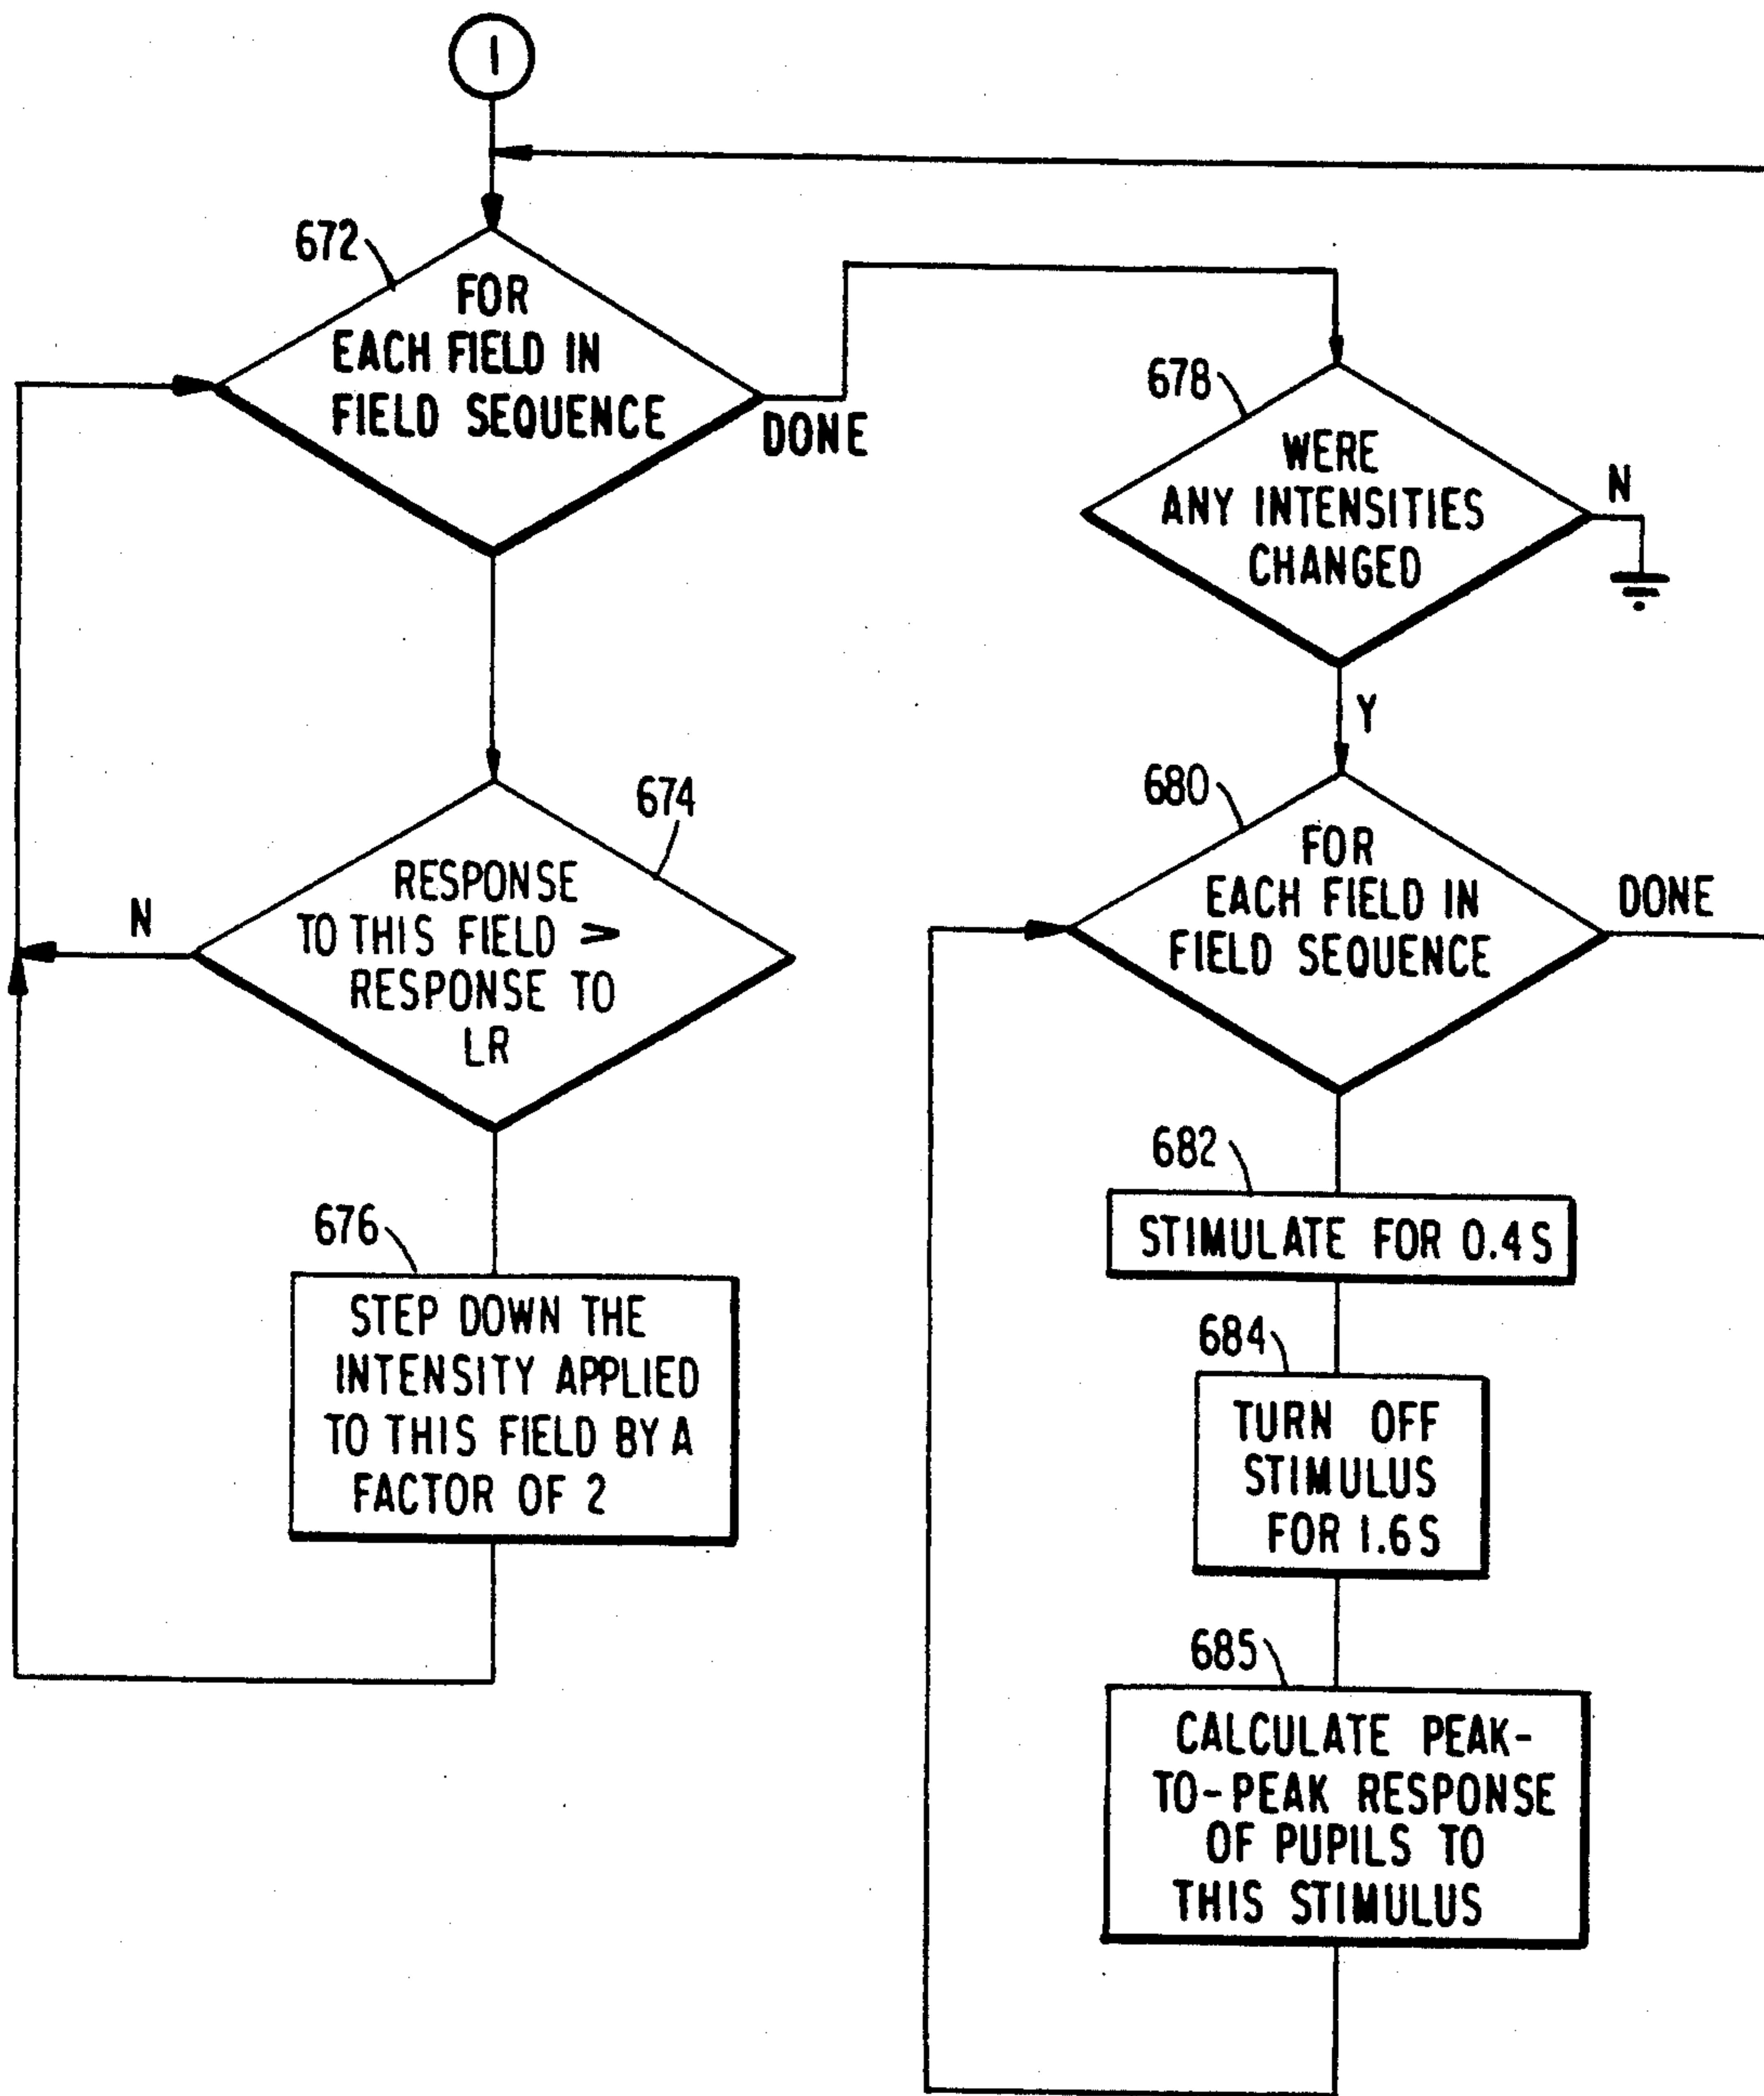 1
672
FOR
EACH FIELD IN
FIELD SEQUENCE
DONE
674
RESPONSE
TO THIS FIELD >
RESPONSE TO
LR
N
676
STEP DOWN THE
INTENSITY APPLIED
TO THIS FIELD BY A
FACTOR OF 2
678
WERE
ANY INTENSITIES
CHANGED
N
Y
680
FOR
EACH FIELD IN
FIELD SEQUENCE
DONE
682
STIMULATE FOR 0.4 S
684
TURN OFF
STIMULUS
FOR 1.6 S
685
CALCULATE PEAK-
TO-PEAK RESPONSE
OF PUPILS TO
THIS STIMULUS